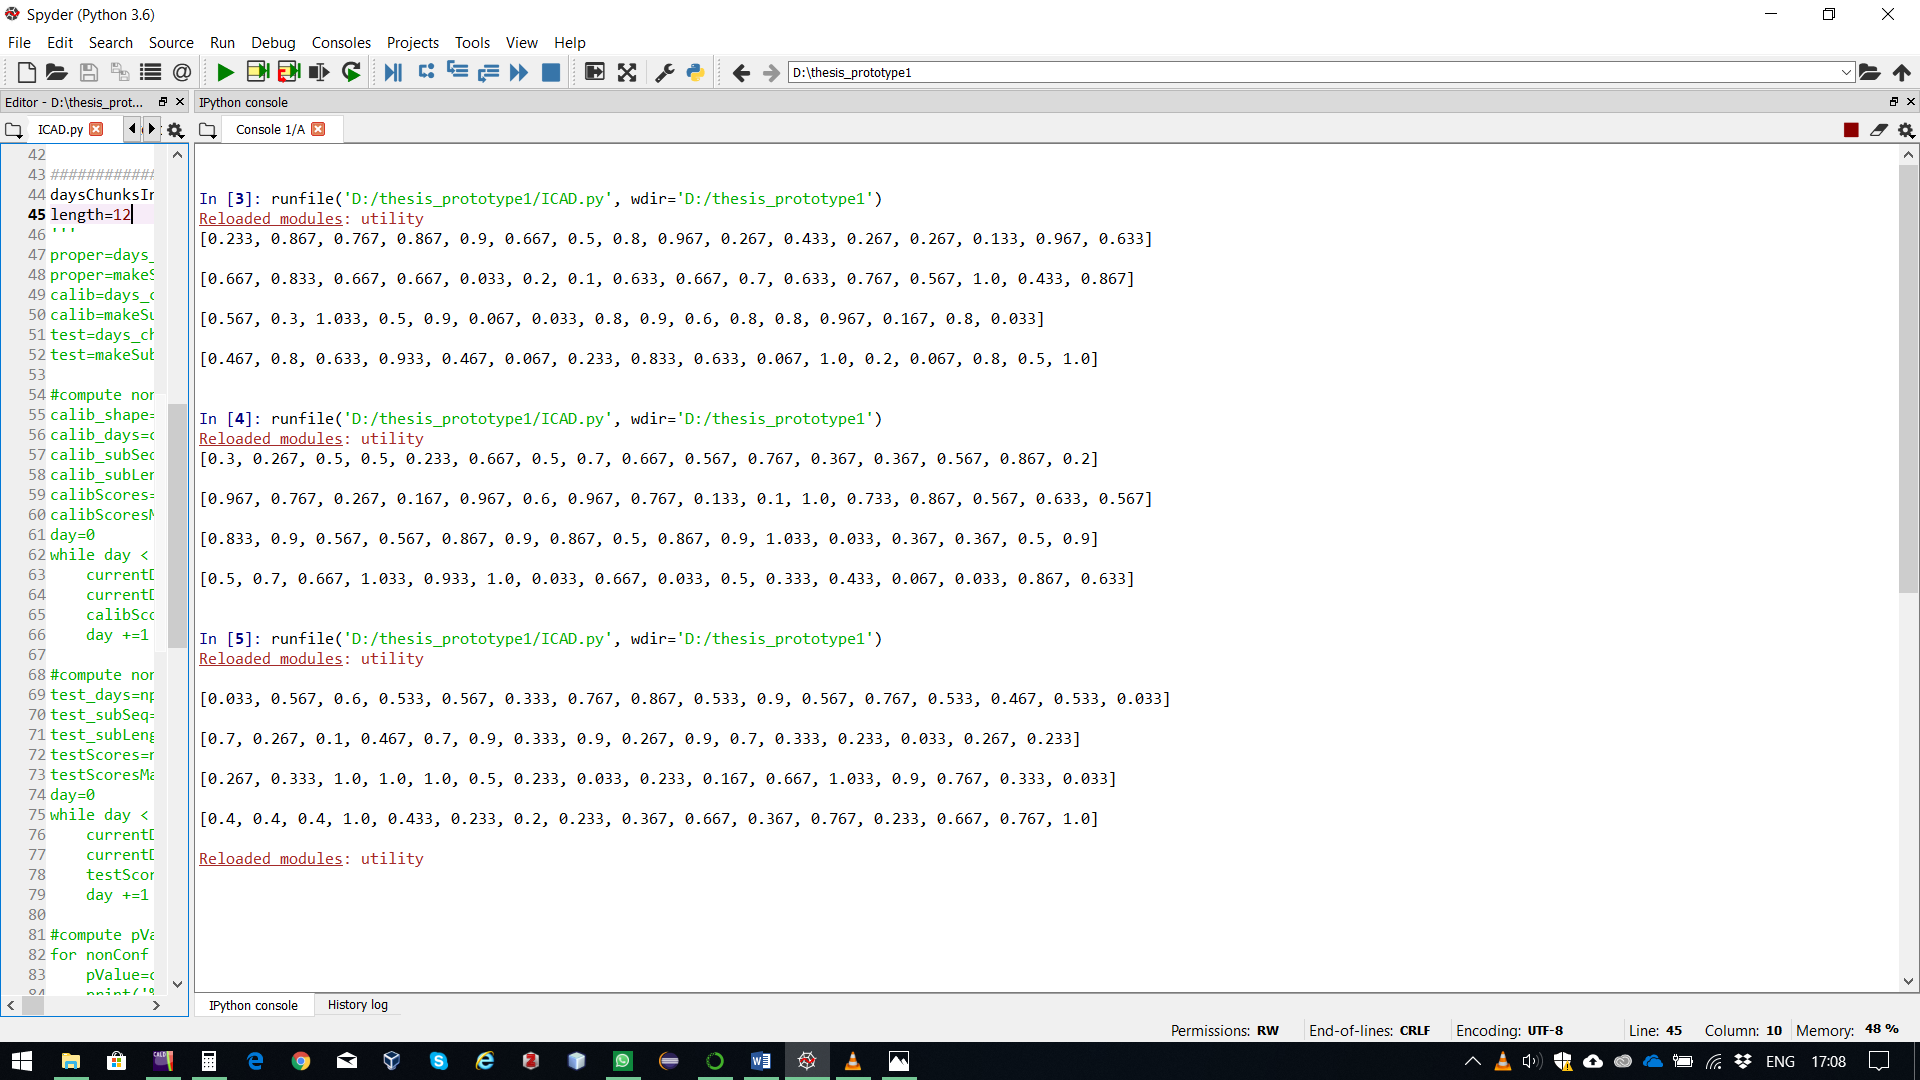 Spyder (Python 3.6)
File Edit Search Source Run Debug Consoles Projects Tools View Help
D:\thesis_prototype1
Editor - D:\thesis_prot...
IPython console
ICAD.py
Console 1/A
42
43 ############
44 daysChunksIn
45 length=12
46 '''
47 proper=days_
48 proper=makeS
49 calib=days_c
50 calib=makeSu
51 test=days_ch
52 test=makeSub
53
54 #compute nor
55 calib_shape=
56 calib_days=c
57 calib_subSec
58 calib_subLer
59 calibScores=
60 calibScoresM
61 day=0
62 while day <
63 currentD
64 currentD
65 calibSco
66 day +=1
67
68 #compute nor
69 test_days=np
70 test_subSeq=
71 test_subLeng
72 testScores=r
73 testScoresMa
74 day=0
75 while day <
76 currentD
77 currentD
78 testScor
79 day +=1
80
81 #compute pVa
82 for nonConf
83 pValue=c
84 print('%
In [3]: runfile('D:/thesis_prototype1/ICAD.py', wdir='D:/thesis_prototype1')
Reloaded modules: utility
[0.233, 0.867, 0.767, 0.867, 0.9, 0.667, 0.5, 0.8, 0.967, 0.267, 0.433, 0.267, 0.267, 0.133, 0.967, 0.633]
[0.667, 0.833, 0.667, 0.667, 0.033, 0.2, 0.1, 0.633, 0.667, 0.7, 0.633, 0.767, 0.567, 1.0, 0.433, 0.867]
[0.567, 0.3, 1.033, 0.5, 0.9, 0.067, 0.033, 0.8, 0.9, 0.6, 0.8, 0.8, 0.967, 0.167, 0.8, 0.033]
[0.467, 0.8, 0.633, 0.933, 0.467, 0.067, 0.233, 0.833, 0.633, 0.067, 1.0, 0.2, 0.067, 0.8, 0.5, 1.0]
In [4]: runfile('D:/thesis_prototype1/ICAD.py', wdir='D:/thesis_prototype1')
Reloaded modules: utility
[0.3, 0.267, 0.5, 0.5, 0.233, 0.667, 0.5, 0.7, 0.667, 0.567, 0.767, 0.367, 0.367, 0.567, 0.867, 0.2]
[0.967, 0.767, 0.267, 0.167, 0.967, 0.6, 0.967, 0.767, 0.133, 0.1, 1.0, 0.733, 0.867, 0.567, 0.633, 0.567]
[0.833, 0.9, 0.567, 0.567, 0.867, 0.9, 0.867, 0.5, 0.867, 0.9, 1.033, 0.033, 0.367, 0.367, 0.5, 0.9]
[0.5, 0.7, 0.667, 1.033, 0.933, 1.0, 0.033, 0.667, 0.033, 0.5, 0.333, 0.433, 0.067, 0.033, 0.867, 0.633]
In [5]: runfile('D:/thesis_prototype1/ICAD.py', wdir='D:/thesis_prototype1')
Reloaded modules: utility
[0.033, 0.567, 0.6, 0.533, 0.567, 0.333, 0.767, 0.867, 0.533, 0.9, 0.567, 0.767, 0.533, 0.467, 0.533, 0.033]
[0.7, 0.267, 0.1, 0.467, 0.7, 0.9, 0.333, 0.9, 0.267, 0.9, 0.7, 0.333, 0.233, 0.033, 0.267, 0.233]
[0.267, 0.333, 1.0, 1.0, 1.0, 0.5, 0.233, 0.033, 0.233, 0.167, 0.667, 1.033, 0.9, 0.767, 0.333, 0.033]
[0.4, 0.4, 0.4, 1.0, 0.433, 0.233, 0.2, 0.233, 0.367, 0.667, 0.367, 0.767, 0.233, 0.667, 0.767, 1.0]
Reloaded modules: utility
IPython console History log
Permissions: RW End-of-lines: CRLF Encoding: UTF-8 Line: 45 Column: 10 Memory: 48 %
ENG 17:08